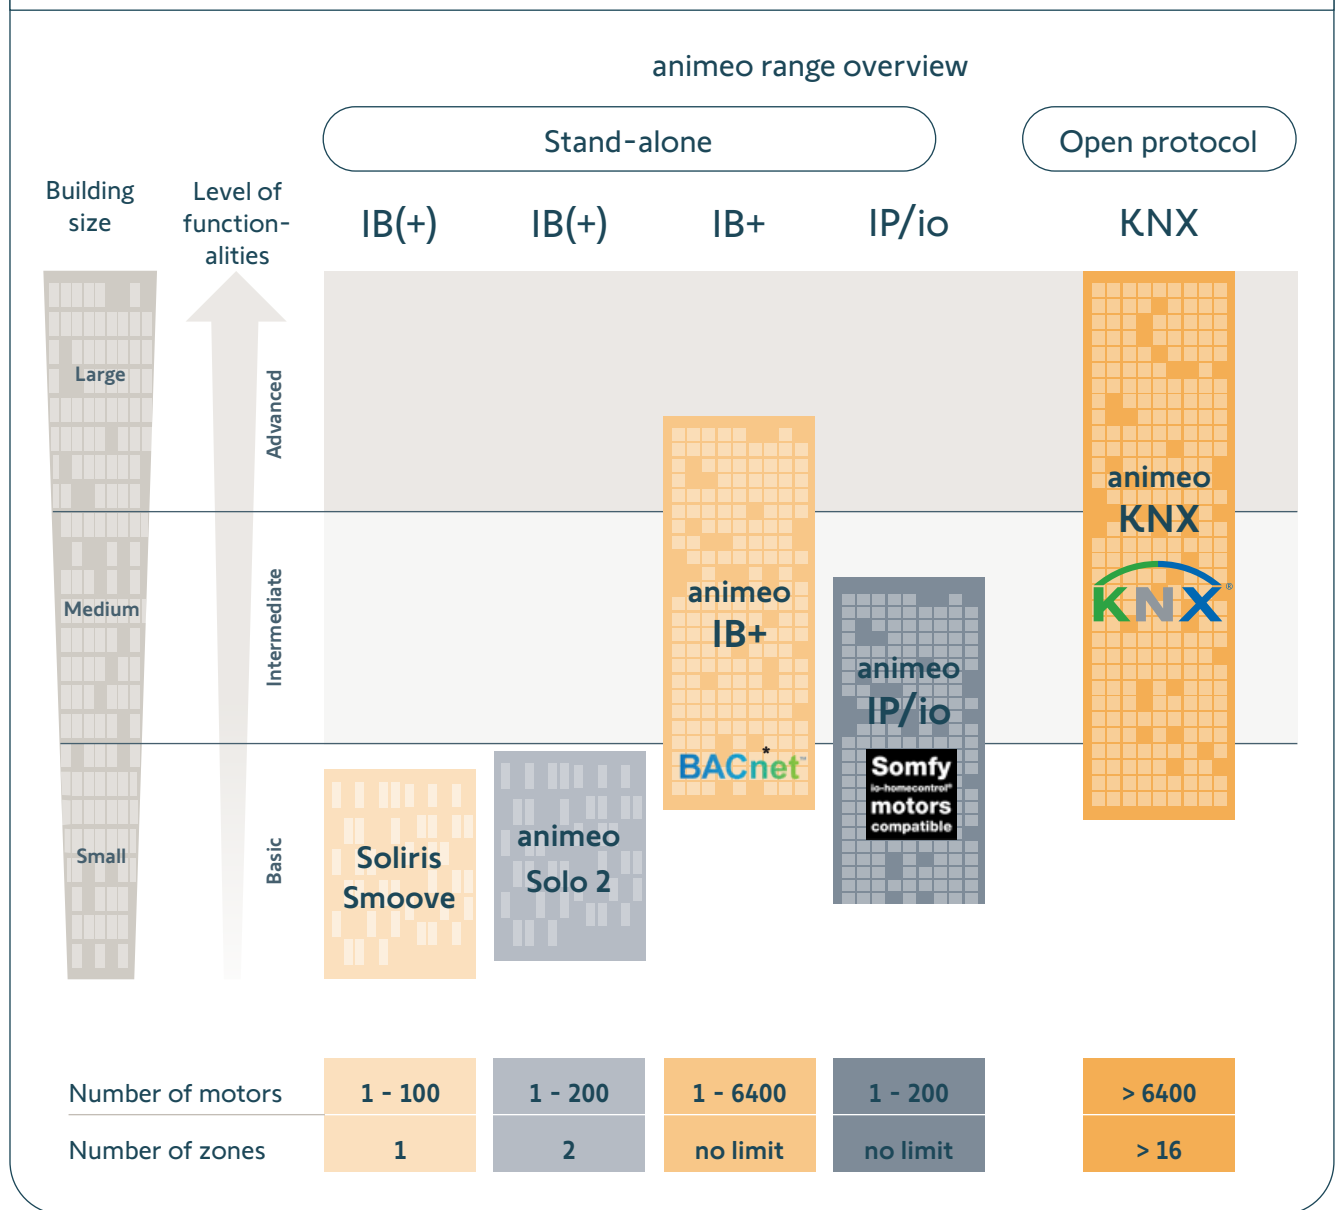 animeo range overview
Stand-alone
Open protocol
Building
size
Level of
function-
alities
IB(+)
IB(+)
IB+
IP/io
KNX
Large
Medium
Small
Advanced
Intermediate
Basic
Soliris
Smoove
animeo
Solo 2
animeo
IB+
BACnet™
*
animeo
IP/io
Somfy
io-homecontrol®
motors
compatible
animeo
KNX
KNX®
Number of motors
1 - 100
1 - 200
1 - 6400
1 - 200
> 6400
Number of zones
1
2
no limit
no limit
> 16